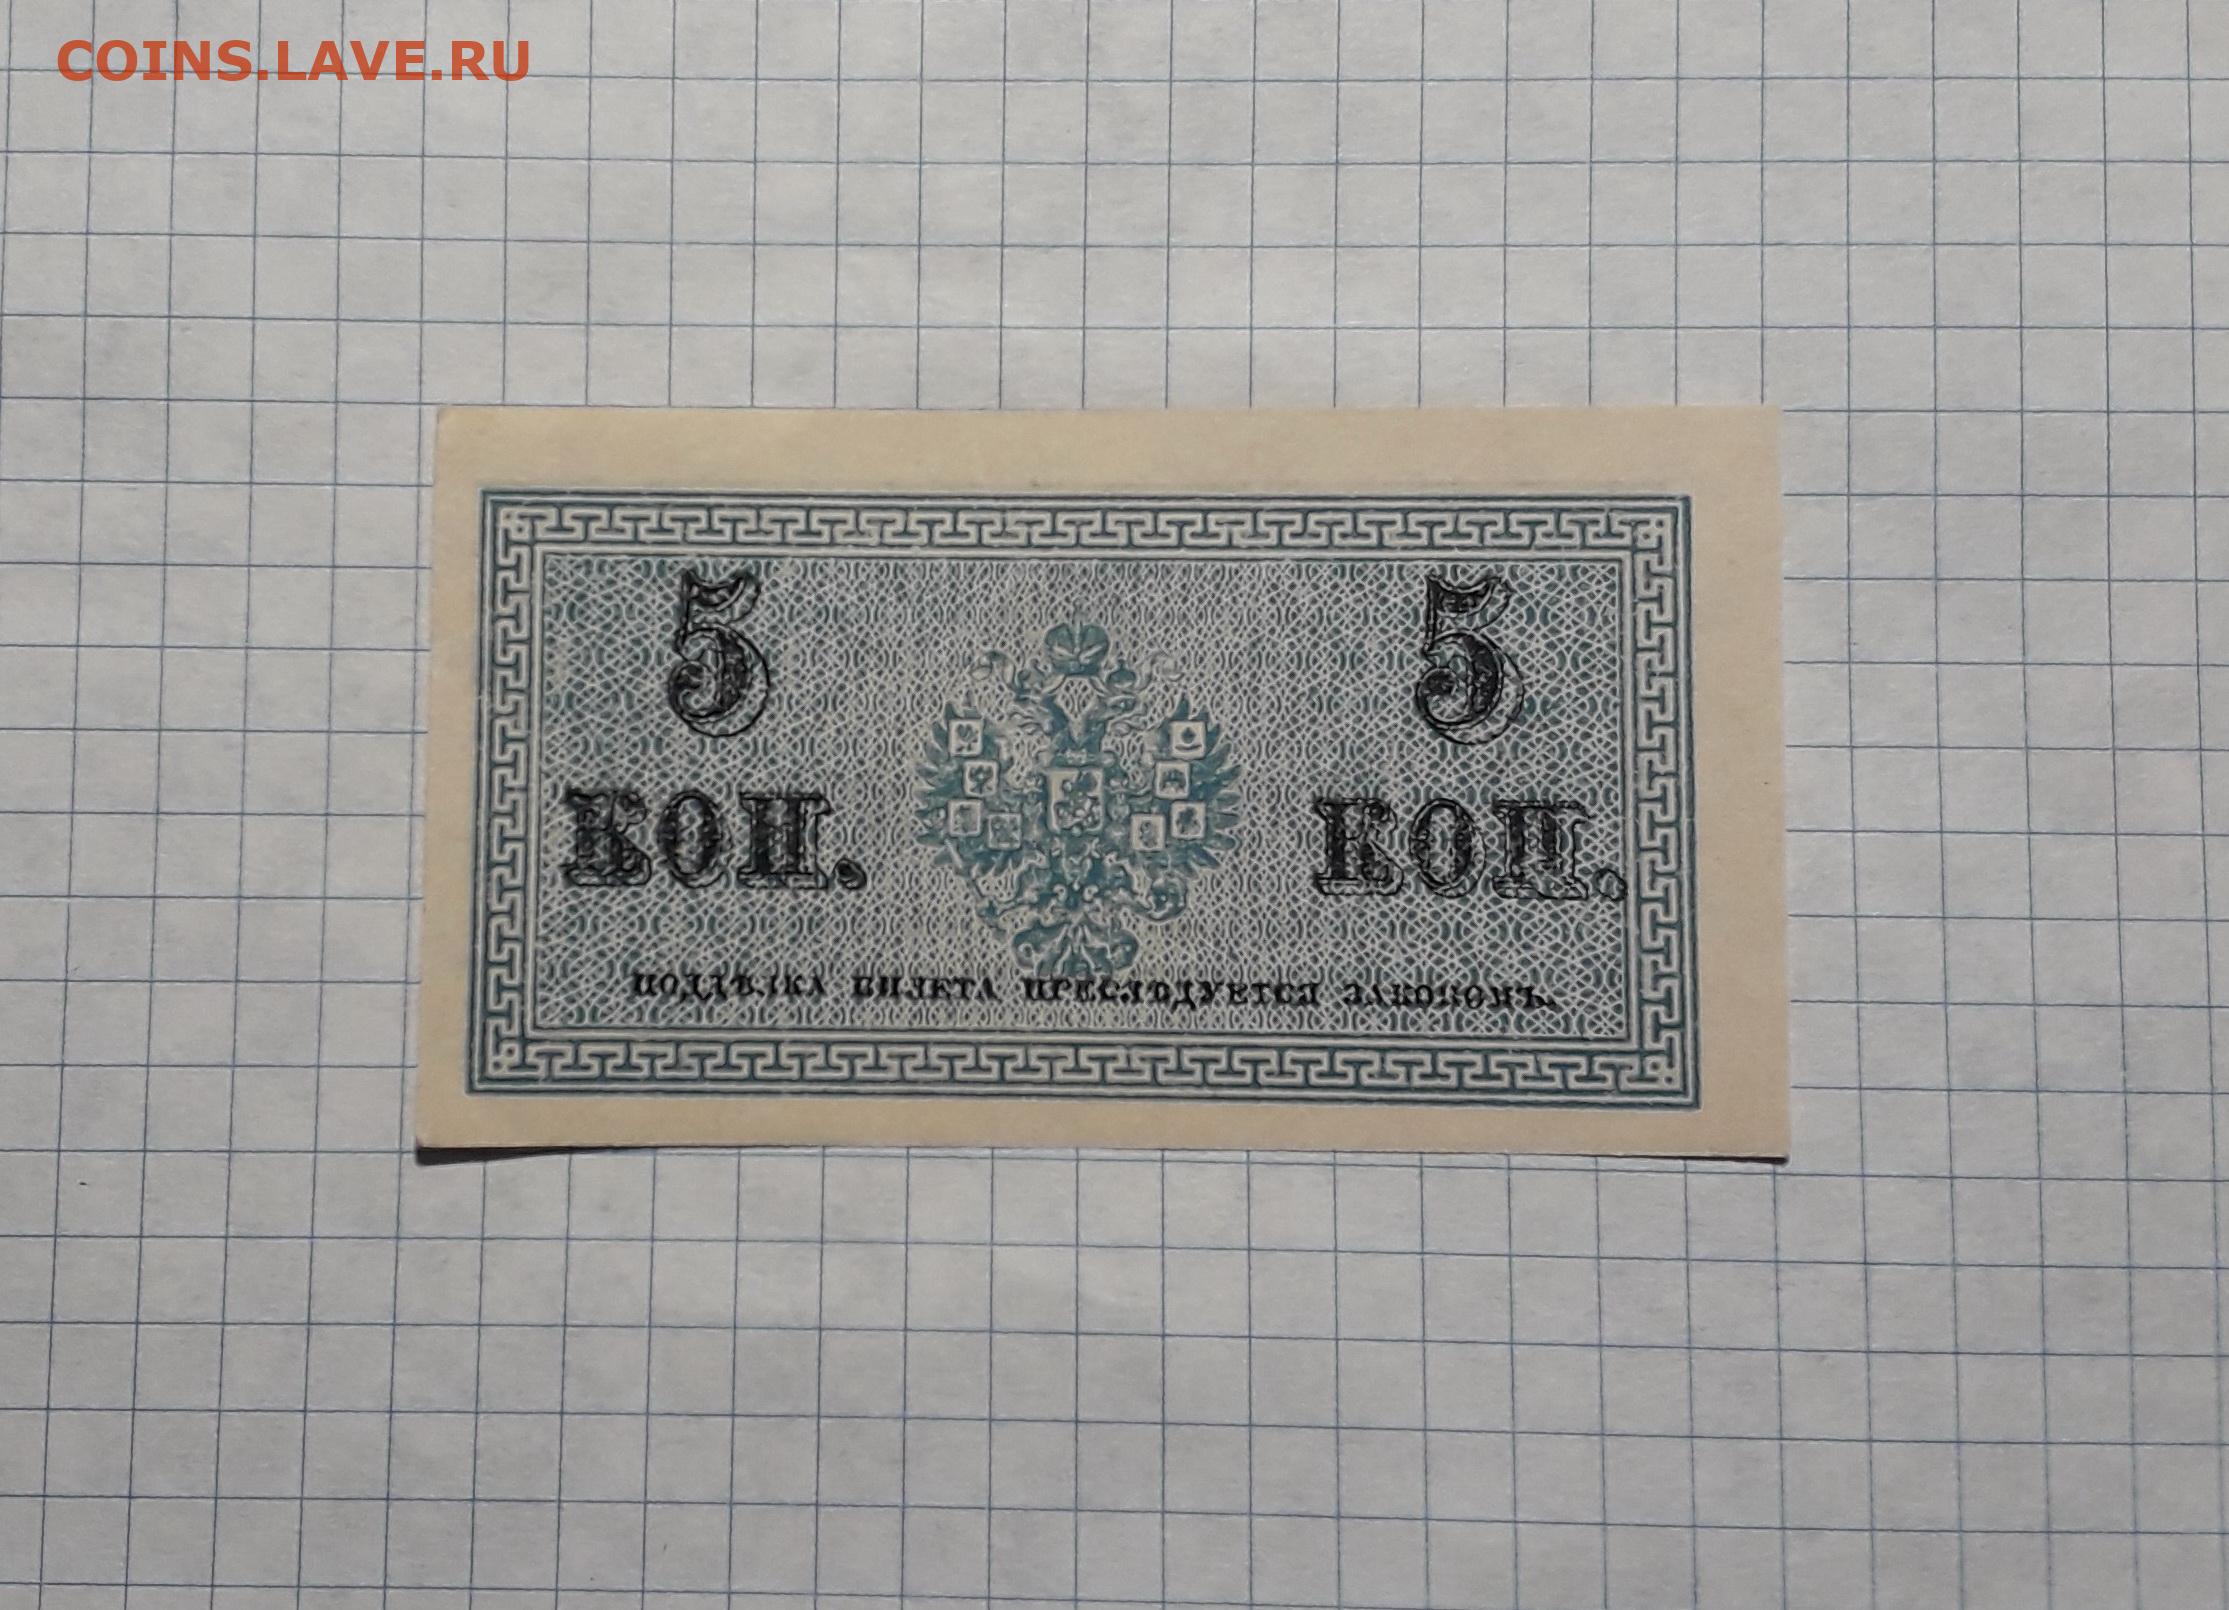 COINS.LAVE.RU
5 5
КОП. КОП.
ПОДДѢЛКА БИЛЕТА ПРЕСЛѢДУЕТСЯ ЗАКОНОМЪ.